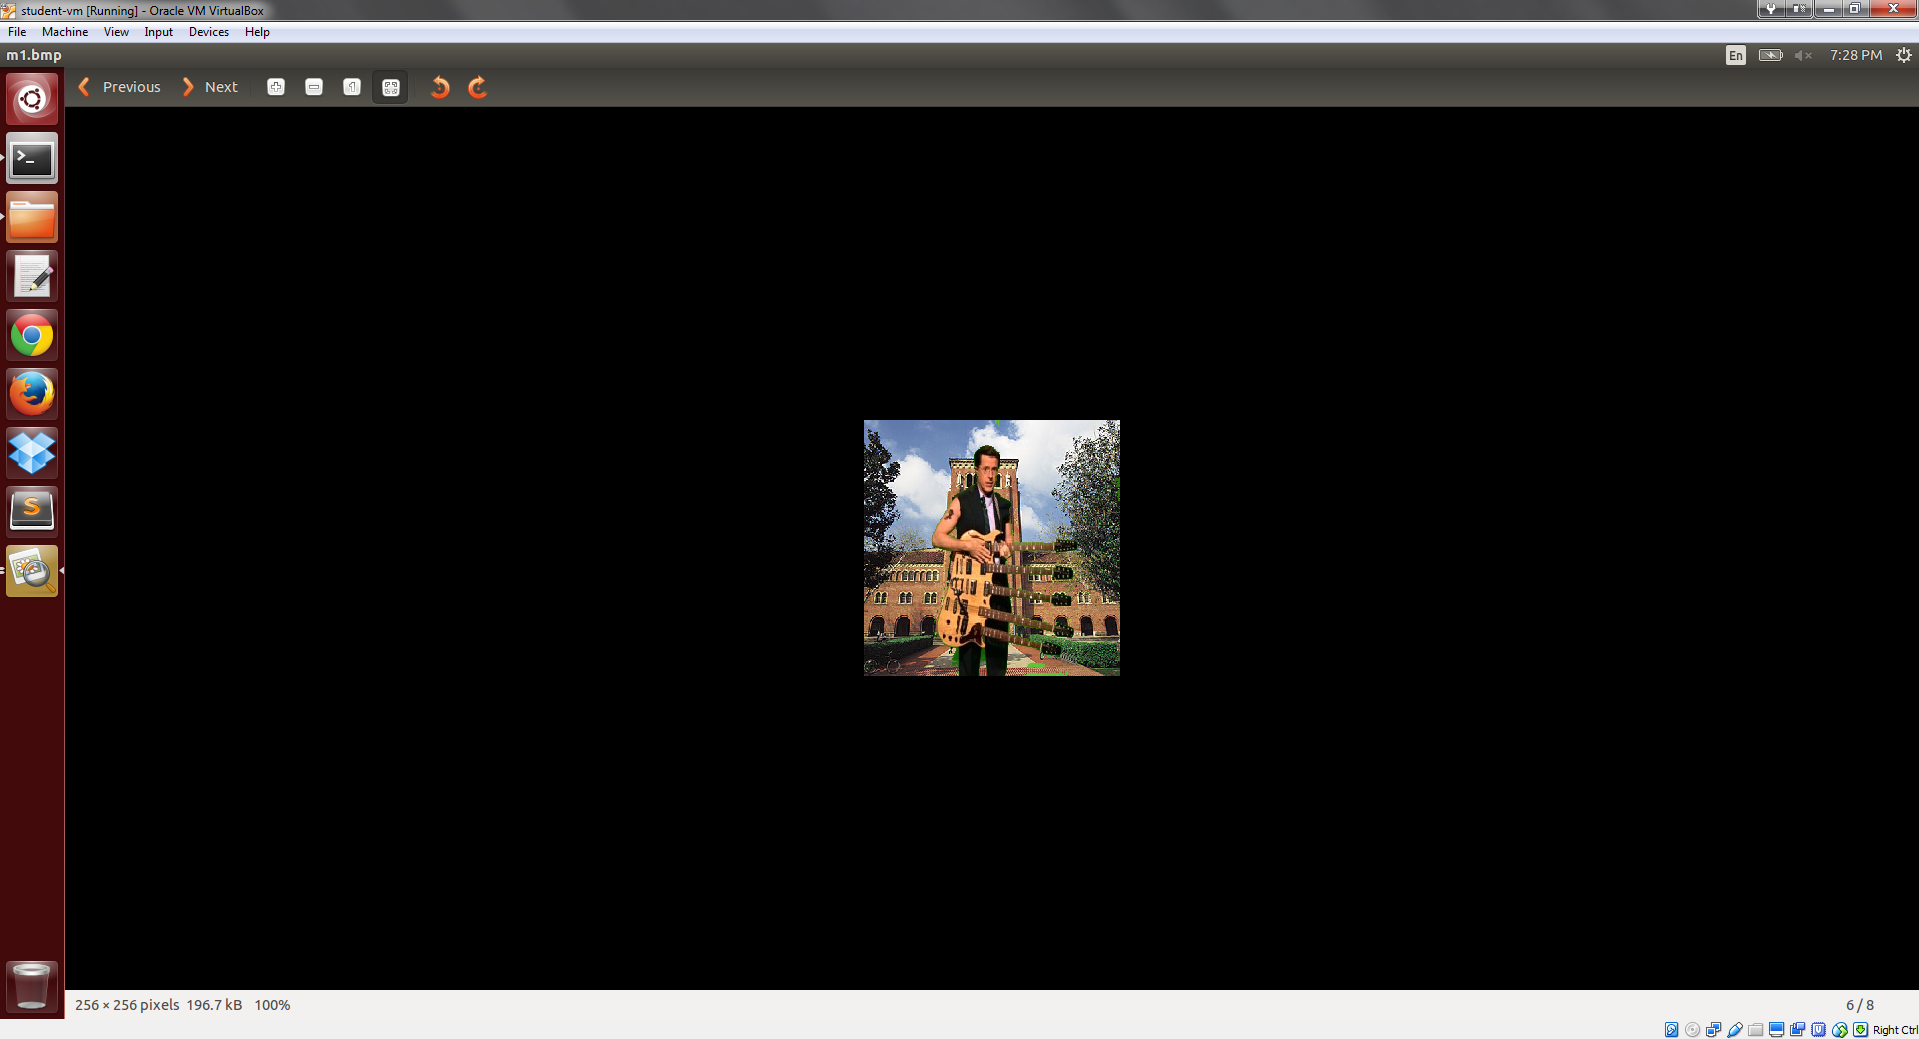 student-vm [Running] - Oracle VM VirtualBox
File Machine View Input Devices Help
m1.bmp
En
7:28 PM
Previous Next
1
>_
S
256 × 256 pixels 196.7 kB 100%
6 / 8
Right Ctrl